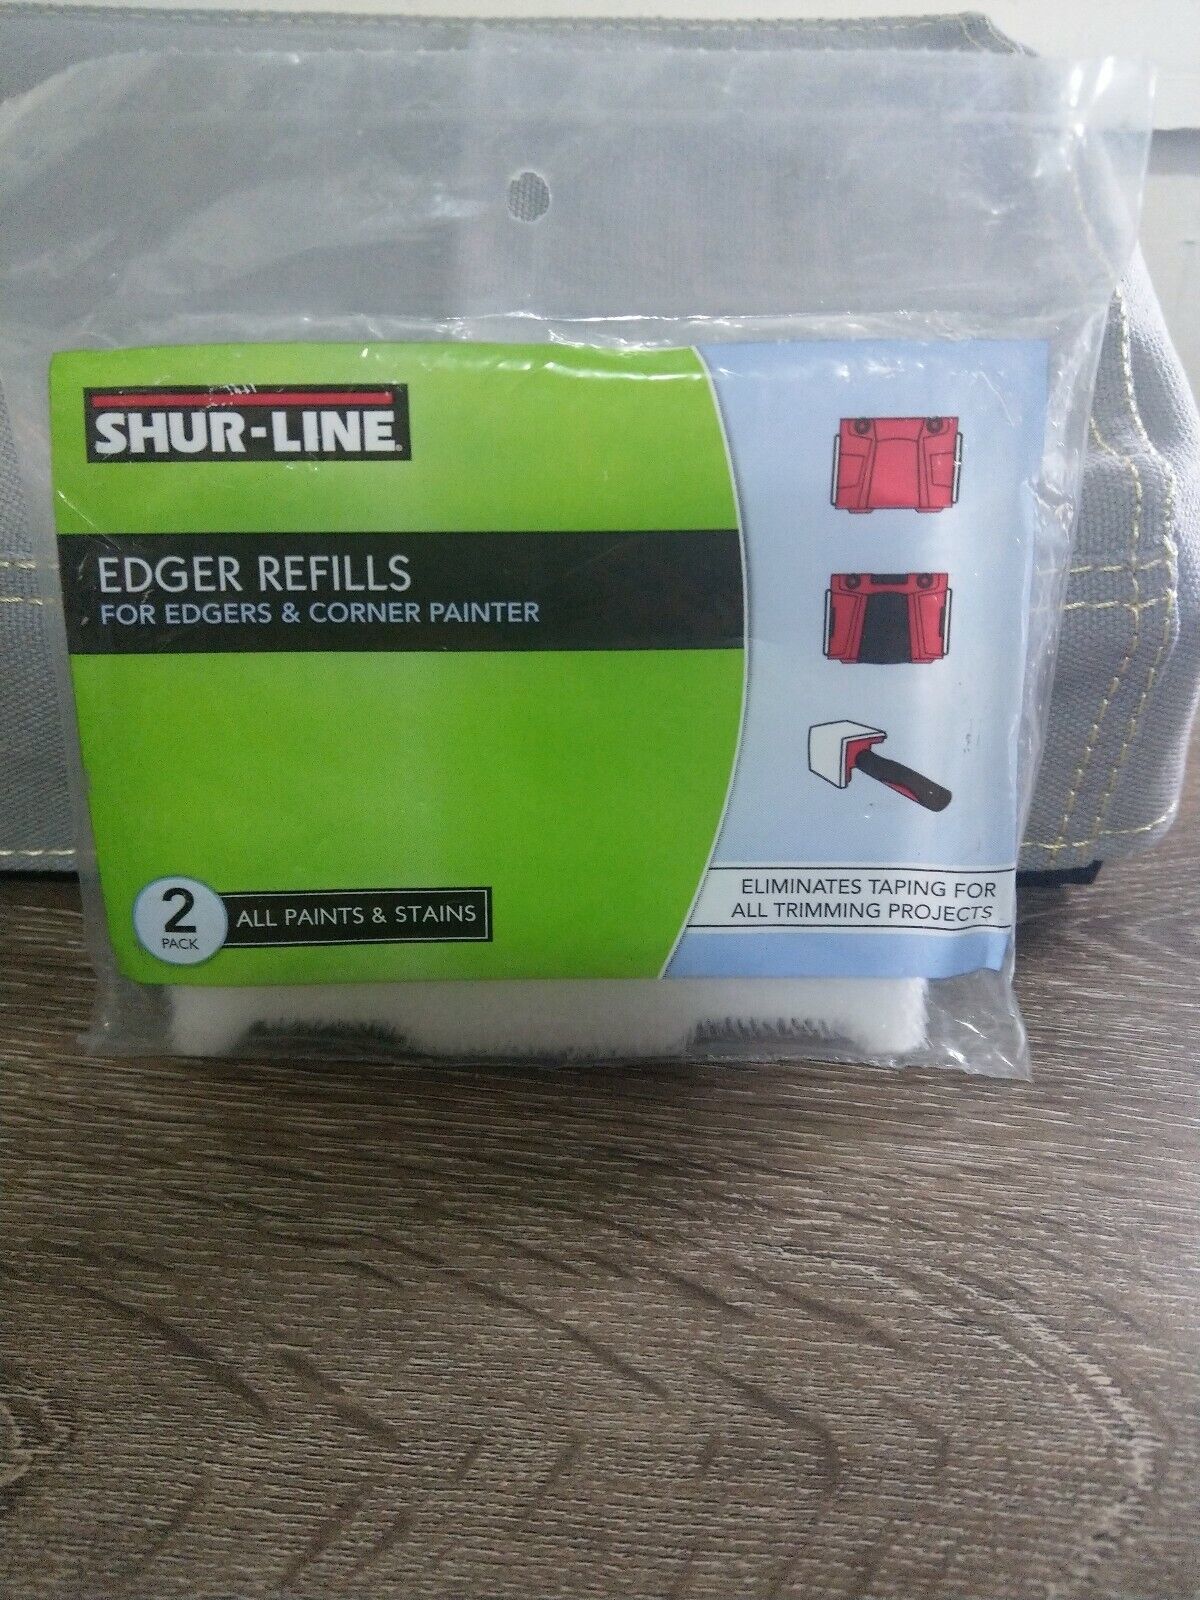 SHUR-LINE®
EDGER REFILLS
FOR EDGERS & CORNER PAINTER
2
PACK
ALL PAINTS & STAINS
ELIMINATES TAPING FOR
ALL TRIMMING PROJECTS